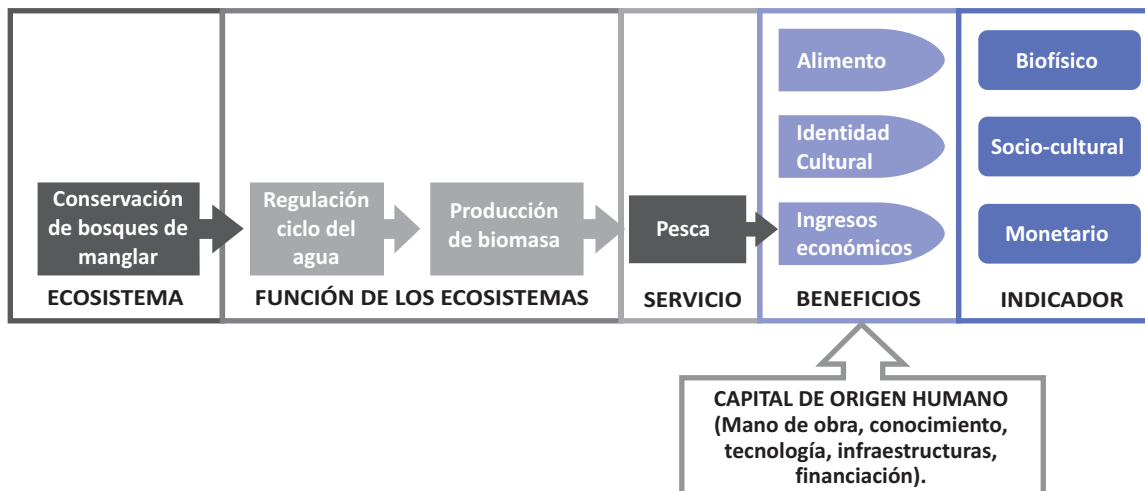 Conservación
de bosques de
manglar
ECOSISTEMA
Regulación
ciclo del
agua
Producción
de biomasa
FUNCIÓN DE LOS ECOSISTEMAS
Pesca
SERVICIO
Alimento
Identidad
Cultural
Ingresos
económicos
BENEFICIOS
Biofísico
Socio-cultural
Monetario
INDICADOR
CAPITAL DE ORIGEN HUMANO
(Mano de obra, conocimiento,
tecnología, infraestructuras,
financiación).